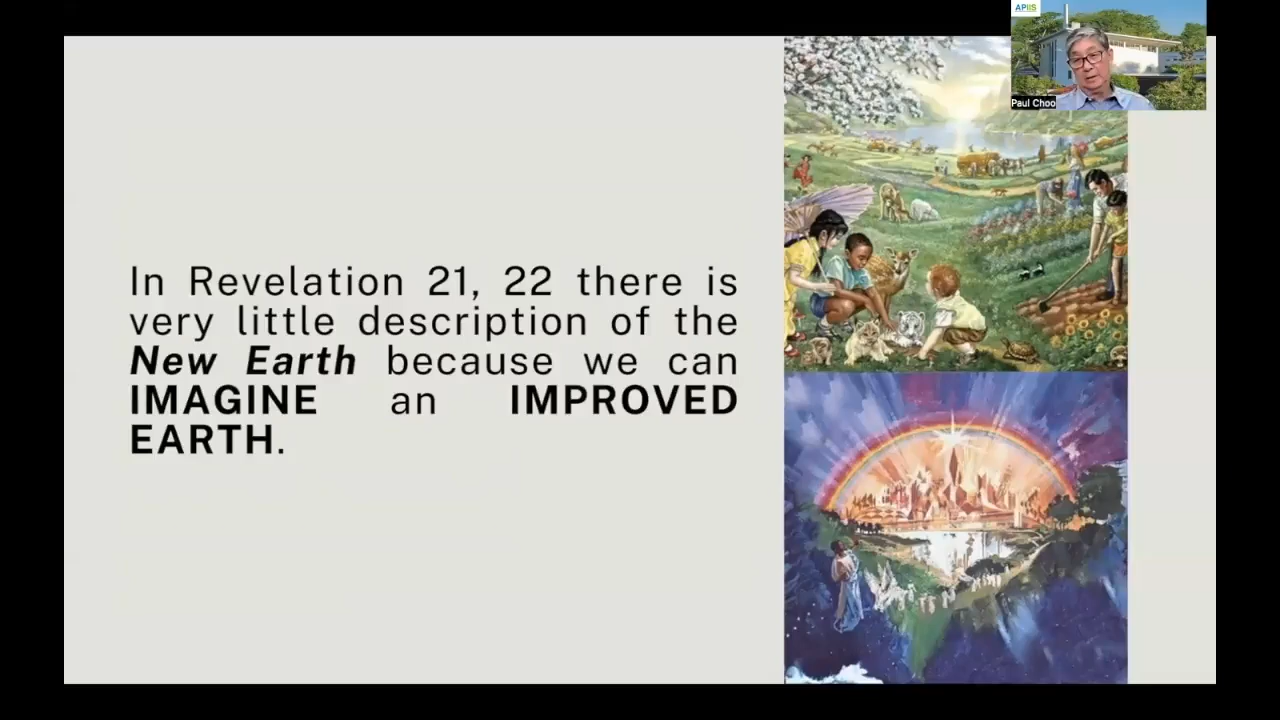 APIIS
Paul Choo
In Revelation 21, 22 there is
very little description of the
New Earth because we can
IMAGINE an IMPROVED
EARTH.